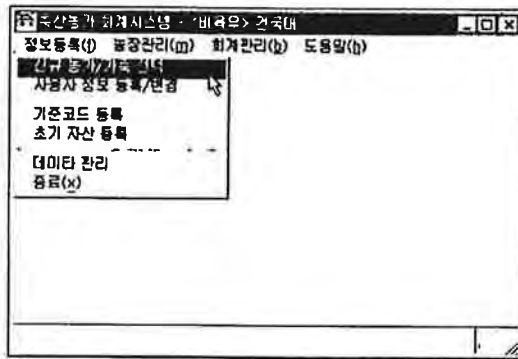 축산농가 회계시스템 - <비육우> 건국대
정보등록(i) 농장관리(m) 회계관리(b) 도움말(h)
사용자 정보 등록/변경
기준코드 등록
초기 자산 등록
데이타 관리
종료(x)